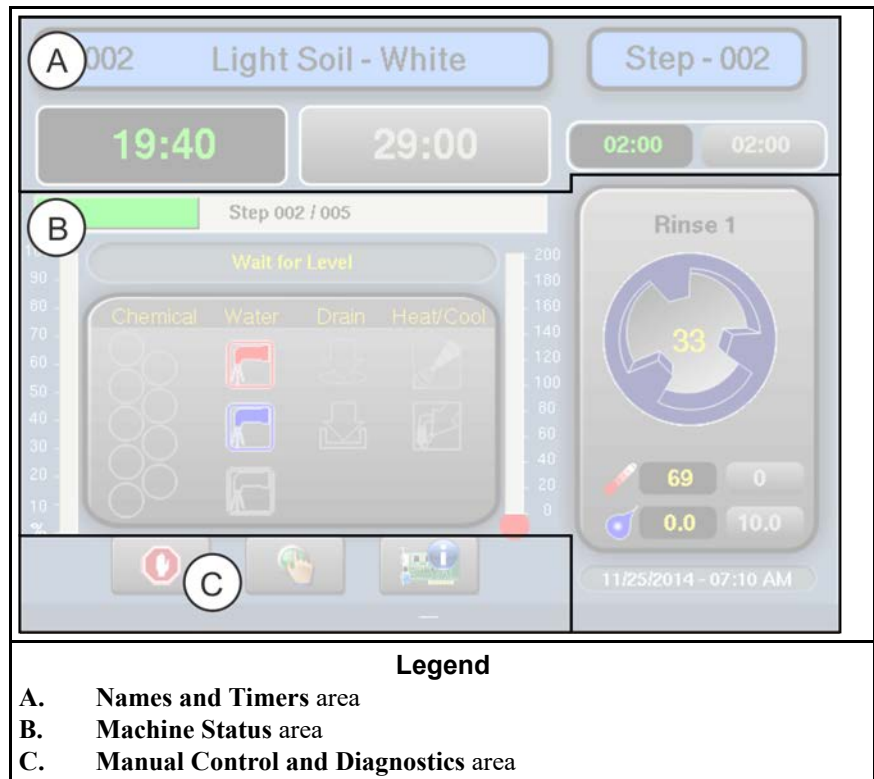 A
002 Light Soil - White
Step - 002
19:40
29:00
02:00
02:00
B
Step 002 / 005
Wait for Level
Chemical Water Drain Heat/Cool
90
80
70
60
50
40
30
20
10
%
200
180
160
140
120
100
80
60
40
20
0
Rinse 1
33
69 0
0.0 10.0
11/25/2014 - 07:10 AM
C
Legend
A. Names and Timers area
B. Machine Status area
C. Manual Control and Diagnostics area